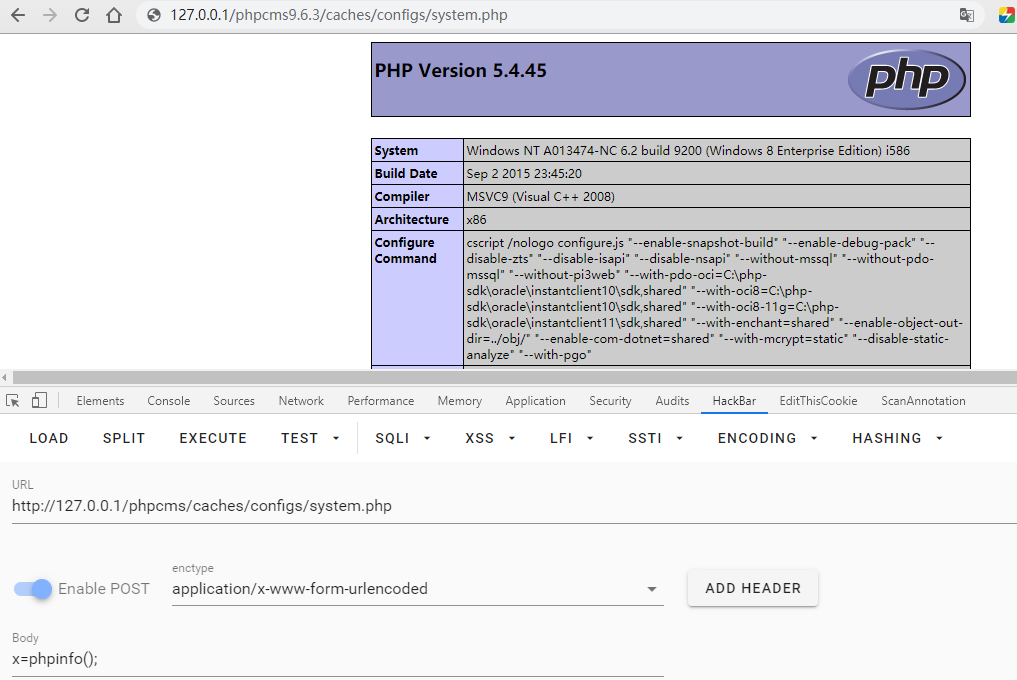 127.0.0.1/phpcms9.6.3/caches/configs/system.php
PHP Version 5.4.45
php
System Windows NT A013474-NC 6.2 build 9200 (Windows 8 Enterprise Edition) i586
Build Date Sep 2 2015 23:45:20
Compiler MSVC9 (Visual C++ 2008)
Architecture x86
Configure Command
cscript /nologo configure.js "--enable-snapshot-build" "--enable-debug-pack" "--
disable-zts" "--disable-isapi" "--disable-nsapi" "--without-mssql" "--without-pdo-
mssql" "--without-pi3web" "--with-pdo-oci=C:\php-
sdk\oracle\instantclient10\sdk,shared" "--with-oci8=C:\php-
sdk\oracle\instantclient10\sdk,shared" "--with-oci8-11g=C:\php-
sdk\oracle\instantclient11\sdk,shared" "--with-enchant=shared" "--enable-object-out-
dir=../obj/" "--enable-com-dotnet=shared" "--with-mcrypt=static" "--disable-static-
analyze" "--with-pgo"
Elements Console Sources Network Performance Memory Application Security Audits HackBar EditThisCookie ScanAnnotation
LOAD SPLIT EXECUTE TEST SQLI XSS LFI SSTI ENCODING HASHING
URL
http://127.0.0.1/phpcms/caches/configs/system.php
Enable POST
enctype
application/x-www-form-urlencoded
ADD HEADER
Body
x=phpinfo();